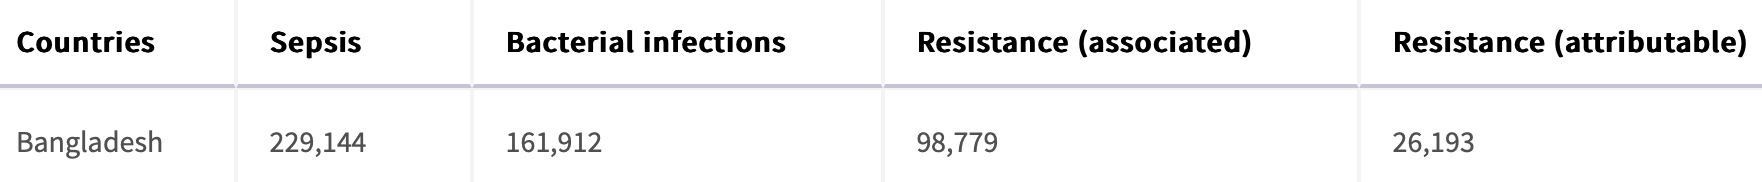 Countries Sepsis Bacterial infections Resistance (associated) Resistance (attributable)
Bangladesh 229,144 161,912 98,779 26,193